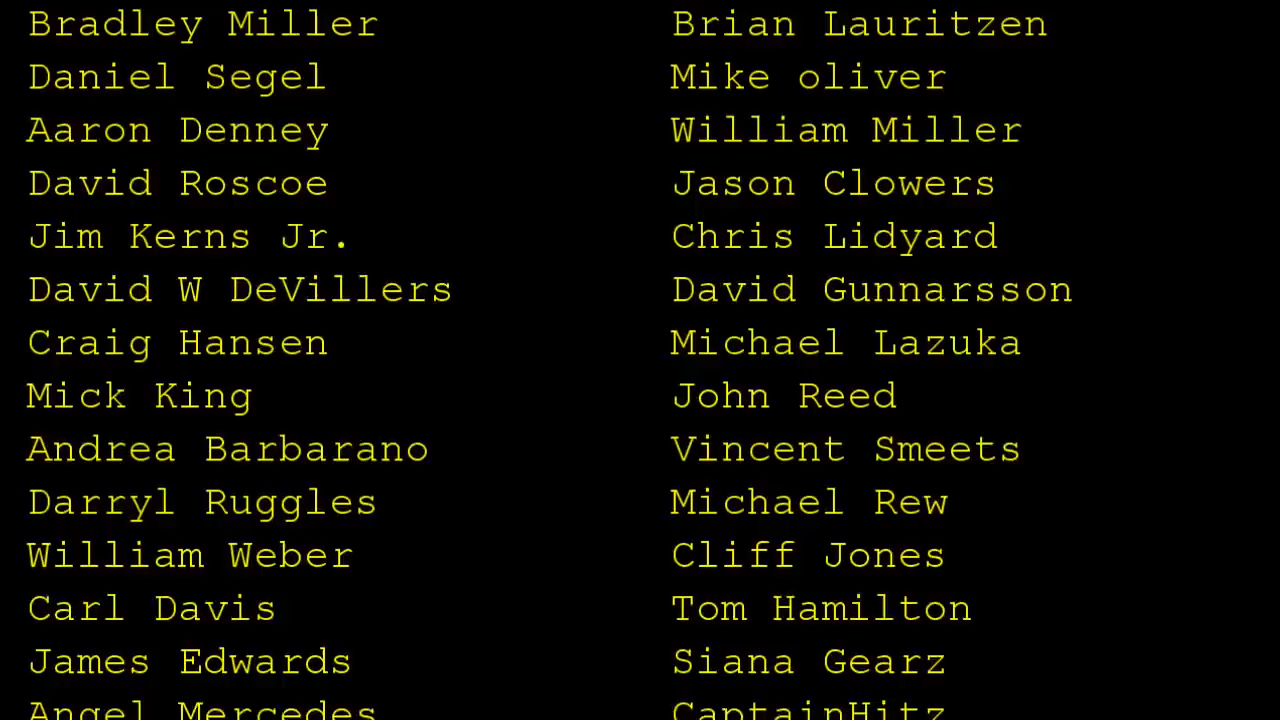 Bradley Miller
Daniel Segel
Aaron Denney
David Roscoe
Jim Kerns Jr.
David W DeVillers
Craig Hansen
Mick King
Andrea Barbarano
Darryl Ruggles
William Weber
Carl Davis
James Edwards
Angel Mercedes
Brian Lauritzen
Mike oliver
William Miller
Jason Clowers
Chris Lidyard
David Gunnarsson
Michael Lazuka
John Reed
Vincent Smeets
Michael Rew
Cliff Jones
Tom Hamilton
Siana Gearz
CaptainHitz